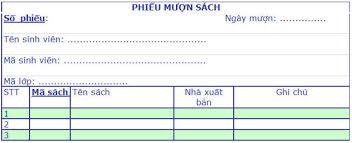 PHIẾU MƯỢN SÁCH
Số phiếu: Ngày mượn: ...............
Tên sinh viên: .............................................
Mã sinh viên: ..............................................
Mã lớp: .............................
STT Mã sách Tên sách Nhà xuất bản Ghi chú
1
2
3